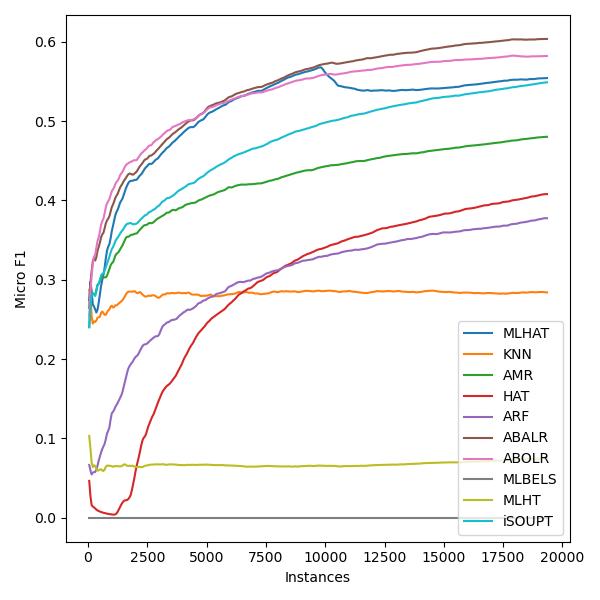 Micro F1
0.6
0.5
0.4
0.3
0.2
0.1
0.0
MLHAT
KNN
AMR
HAT
ARF
ABALR
ABOLR
MLBELS
MLHT
iSOUPT
0 2500 5000 7500 10000 12500 15000 17500 20000
Instances